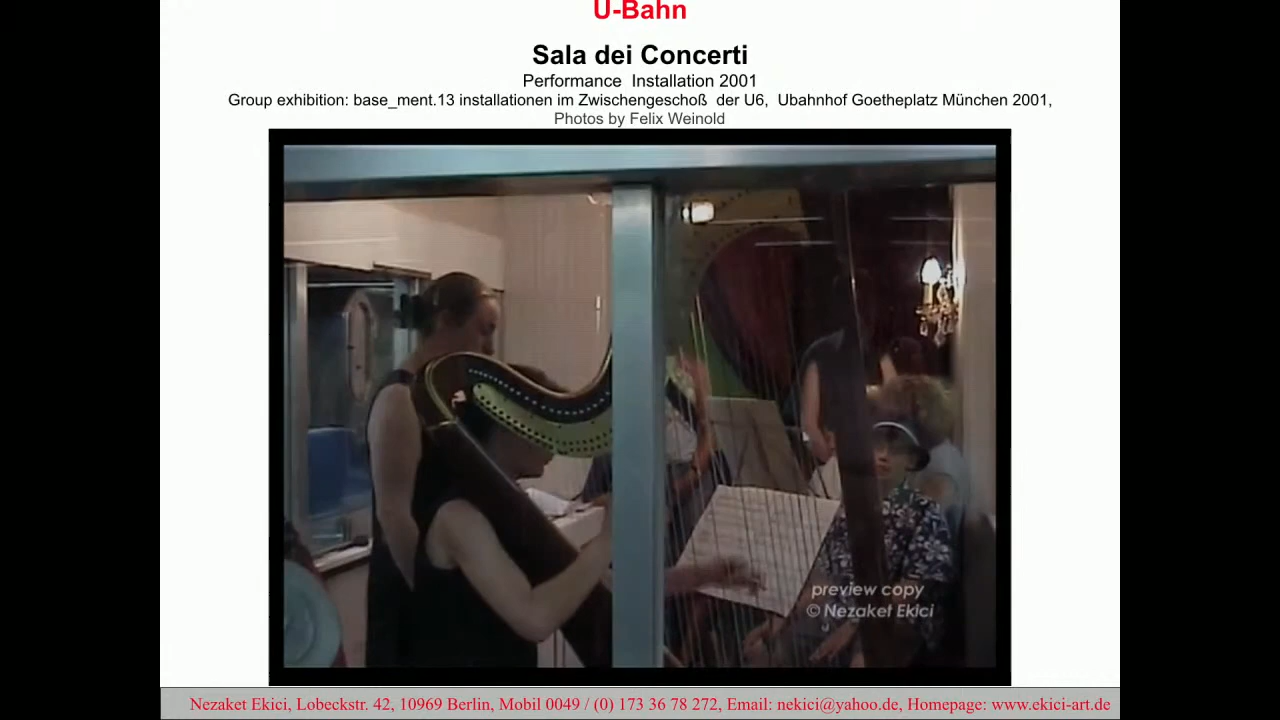 U-Bahn
Sala dei Concerti
Performance Installation 2001
Group exhibition: base_ment.13 installationen im Zwischengeschoß der U6, Ubahnhof Goetheplatz München 2001,
Photos by Felix Weinold
preview copy
© Nezaket Ekici
Nezaket Ekici, Lobeckstr. 42, 10969 Berlin, Mobil 0049 / (0) 173 36 78 272, Email: nekici@yahoo.de, Homepage: www.ekici-art.de